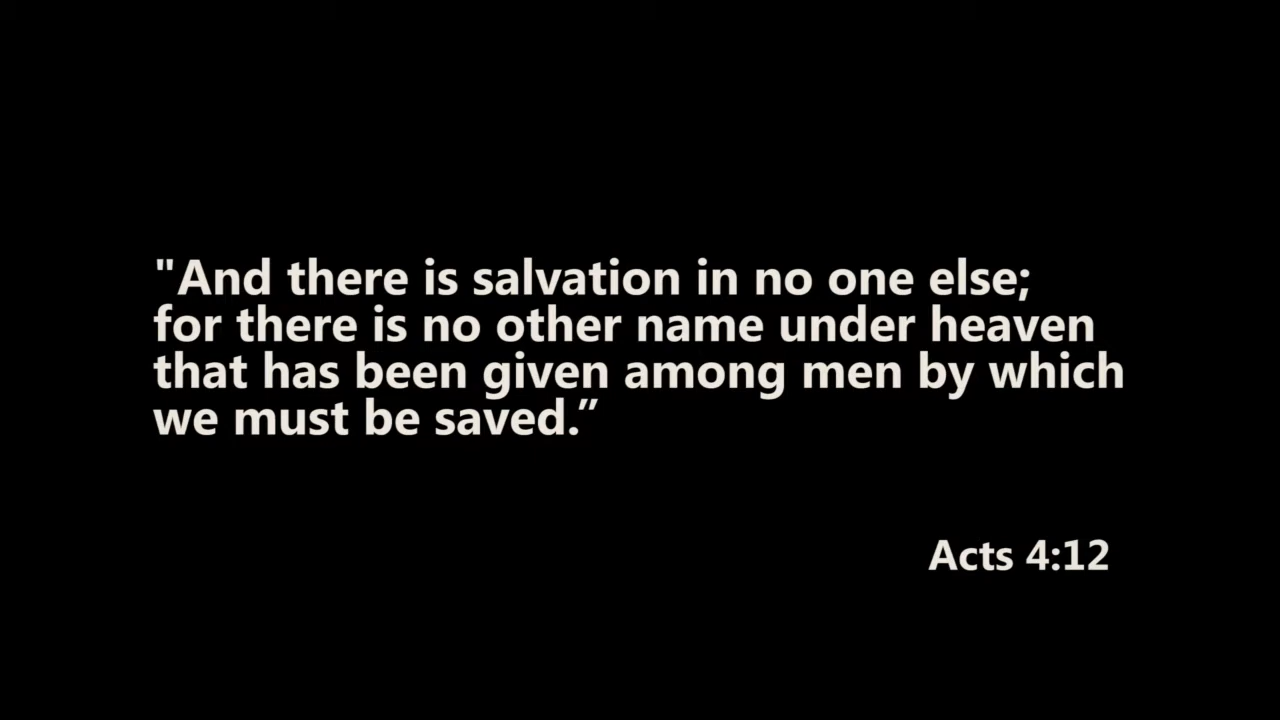 "And there is salvation in no one else;
for there is no other name under heaven
that has been given among men by which
we must be saved.”
Acts 4:12